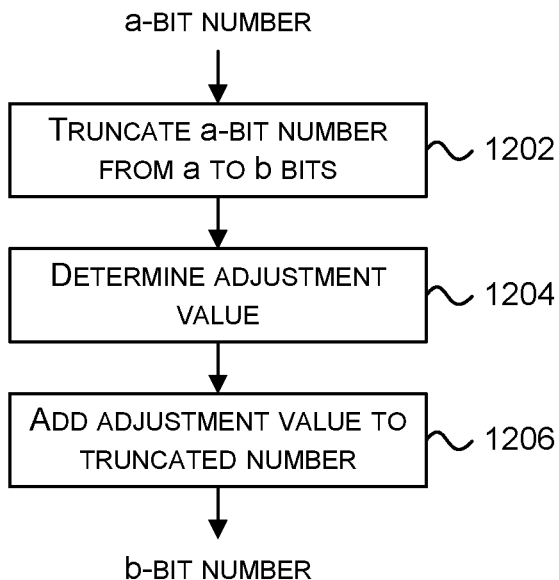 a-BIT NUMBER
TRUNCATE a-BIT NUMBER
FROM a TO b BITS
1202
DETERMINE ADJUSTMENT
VALUE
1204
ADD ADJUSTMENT VALUE TO
TRUNCATED NUMBER
1206
b-BIT NUMBER